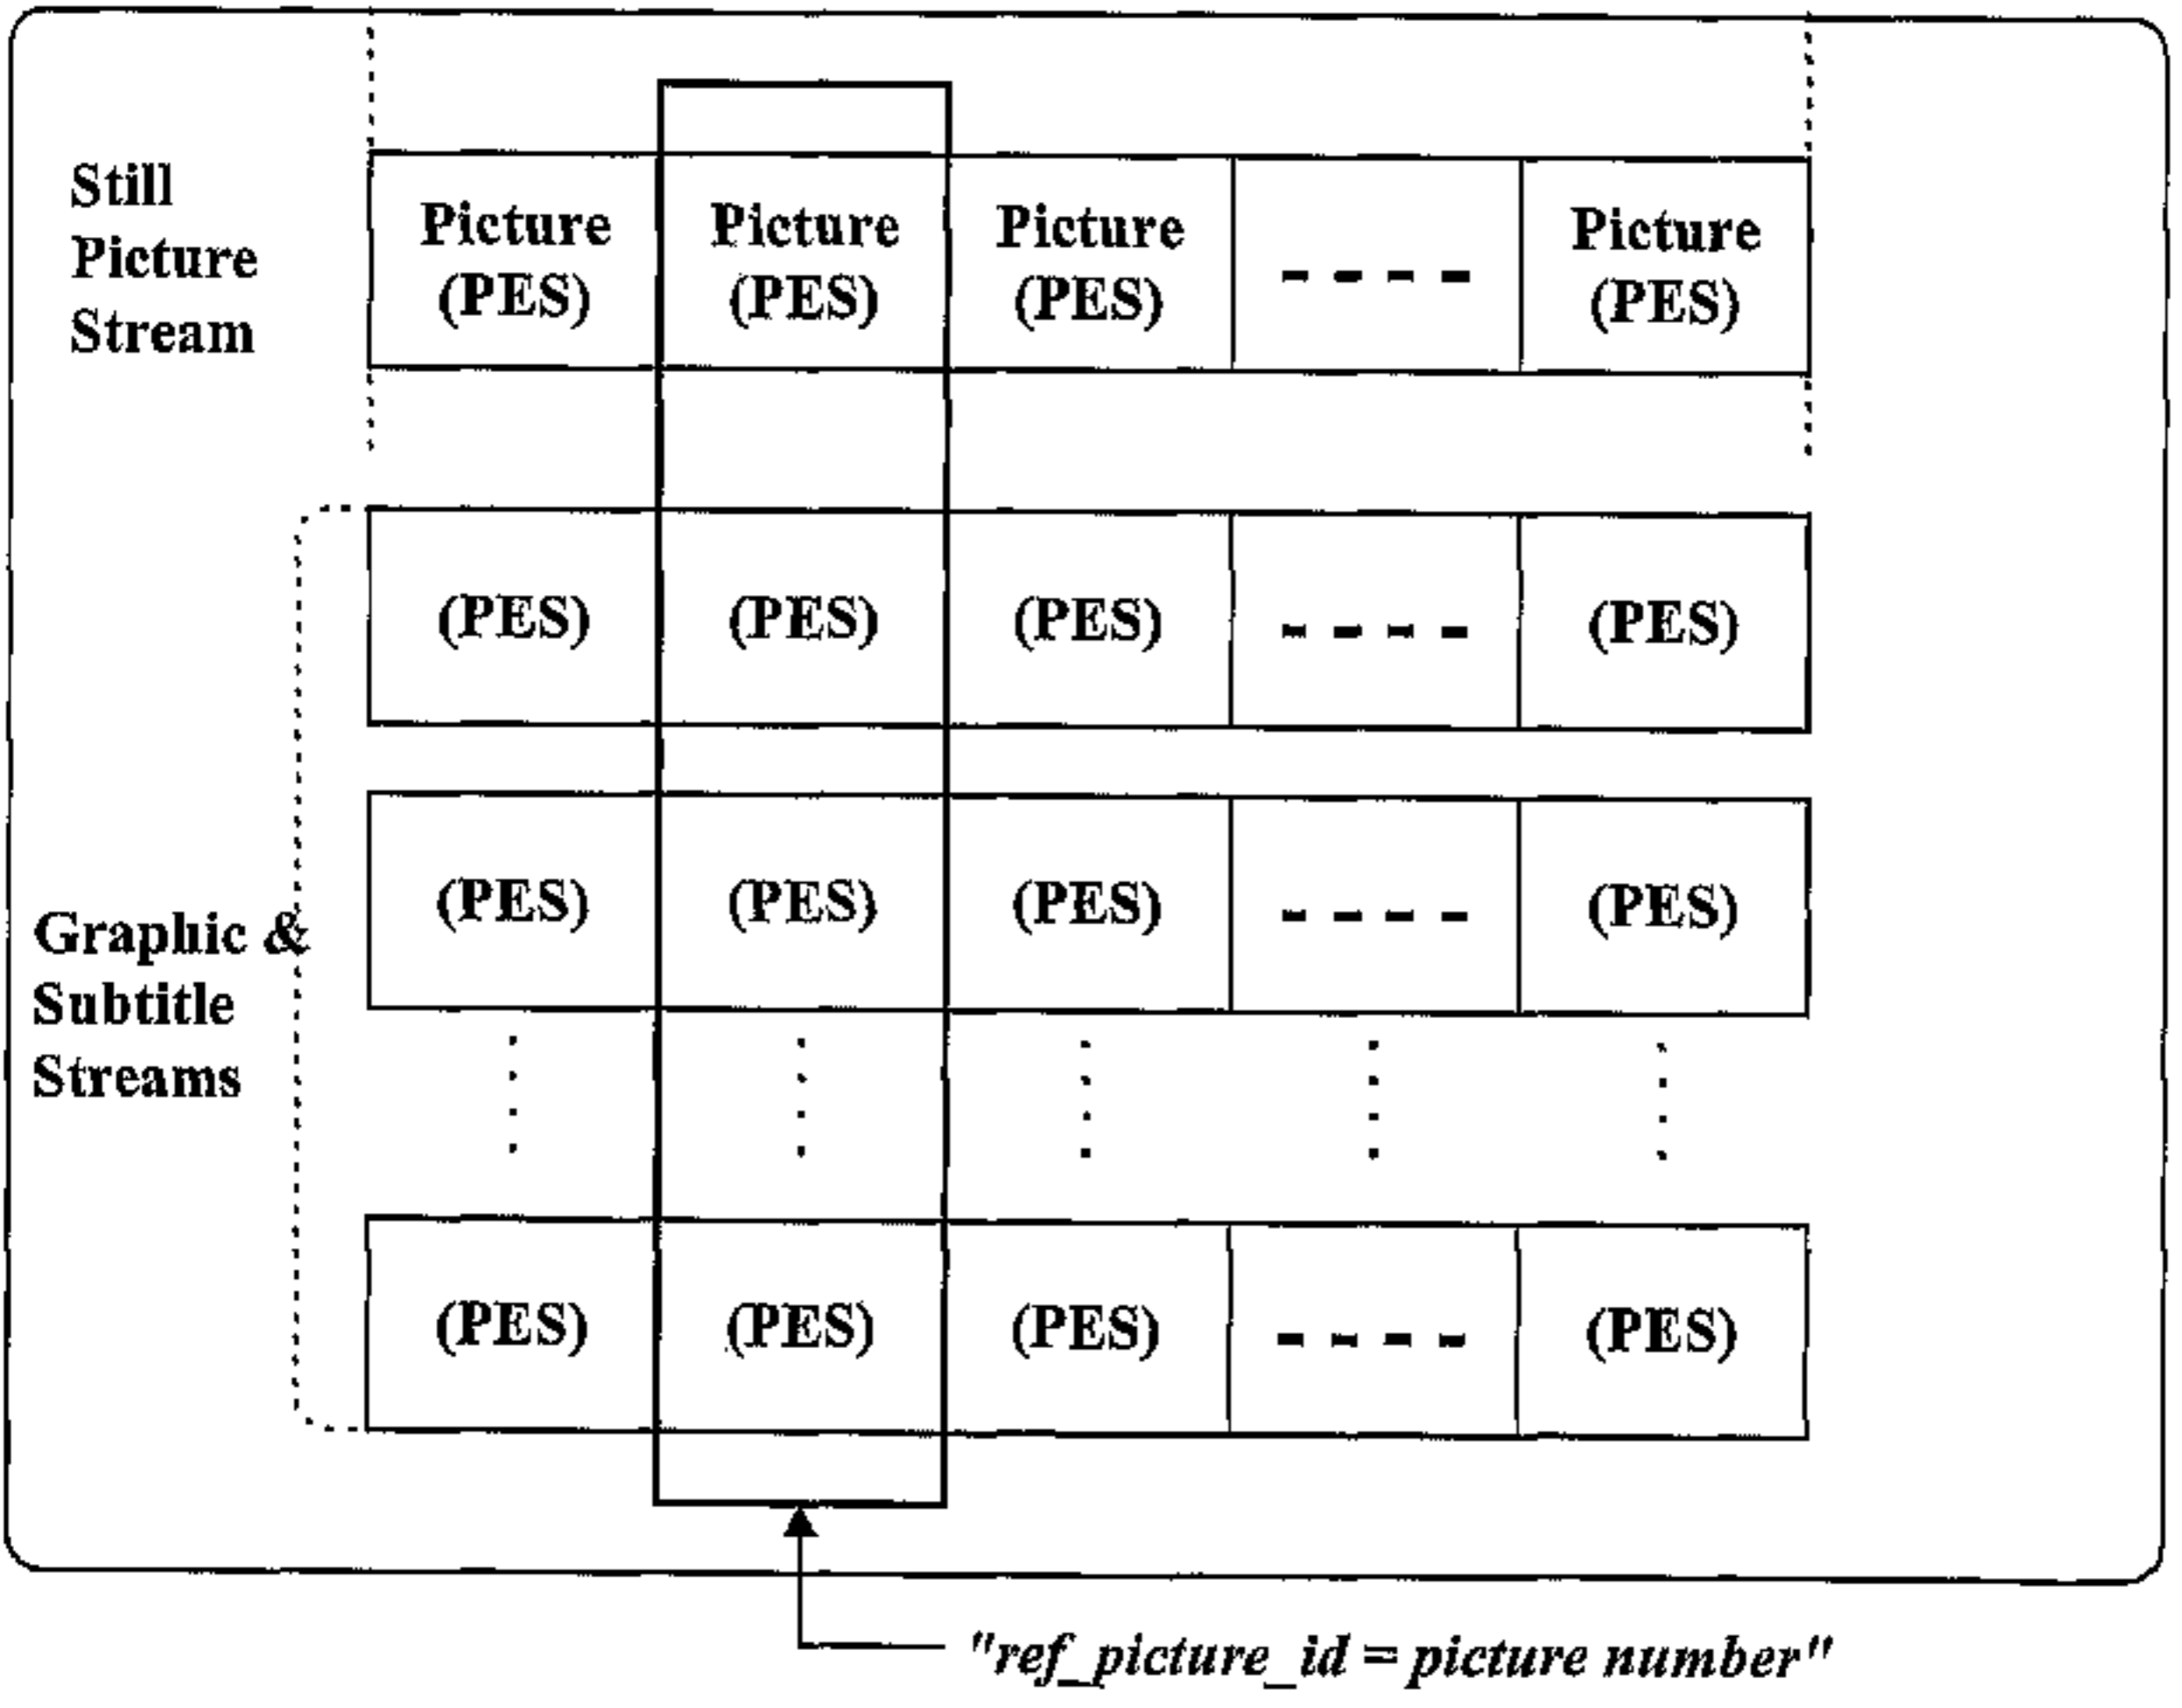 Still
Picture
Stream
Picture Picture Picture ---- Picture
(PES) (PES) (PES) (PES)
(PES) (PES) (PES) ---- (PES)
Graphic &
Subtitle
Streams
(PES) (PES) (PES) ---- (PES)
(PES) (PES) (PES) ---- (PES)
"ref_picture_id = picture number"